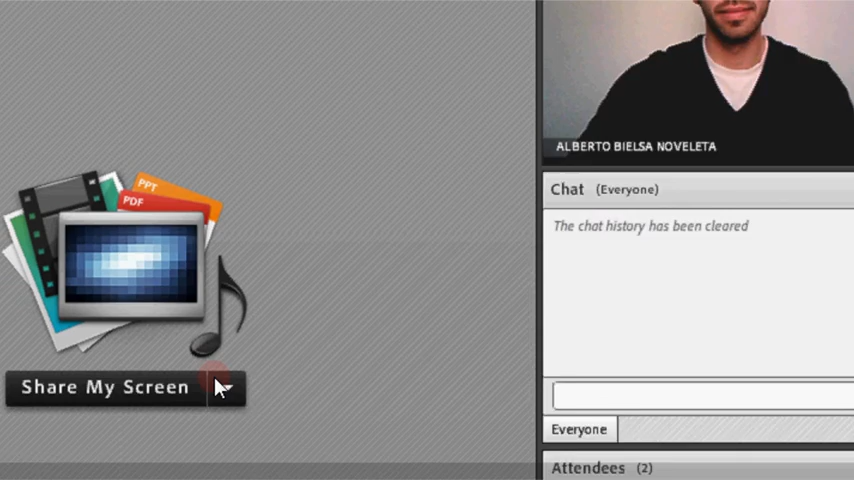 ALBERTO BIELSA NOVELETA
Chat (Everyone)
The chat history has been cleared
PPT
PDF
Share My Screen
Everyone
Attendees (2)